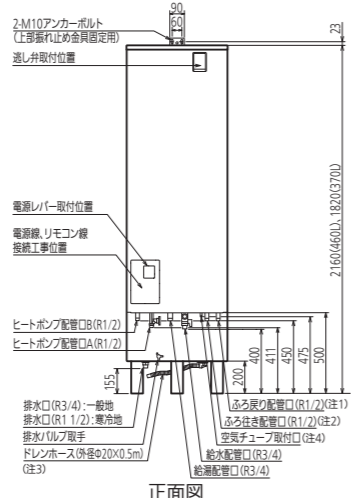 90
60
23
2-M10アンカーボルト
(上部振れ止め金具固定用)
逃し弁取付位置
2160(460L)、1820(370L)
電源レバー取付位置
電源線、リモコン線
接続工事位置
ヒートポンプ配管口B(R1/2)
ヒートポンプ配管口A(R1/2)
155
200
400
411
450
475
500
排水口(R3/4):一般地
排水口(R1 1/2):寒冷地
排水バルブ取手
ドレンホース(外径Φ20×0.5m)
(注3)
ふろ戻り配管口(R1/2)(注1)
ふろ往き配管口(R1/2)(注2)
空気チューブ取付口(注4)
給水配管口(R3/4)
給湯配管口(R3/4)
正面図